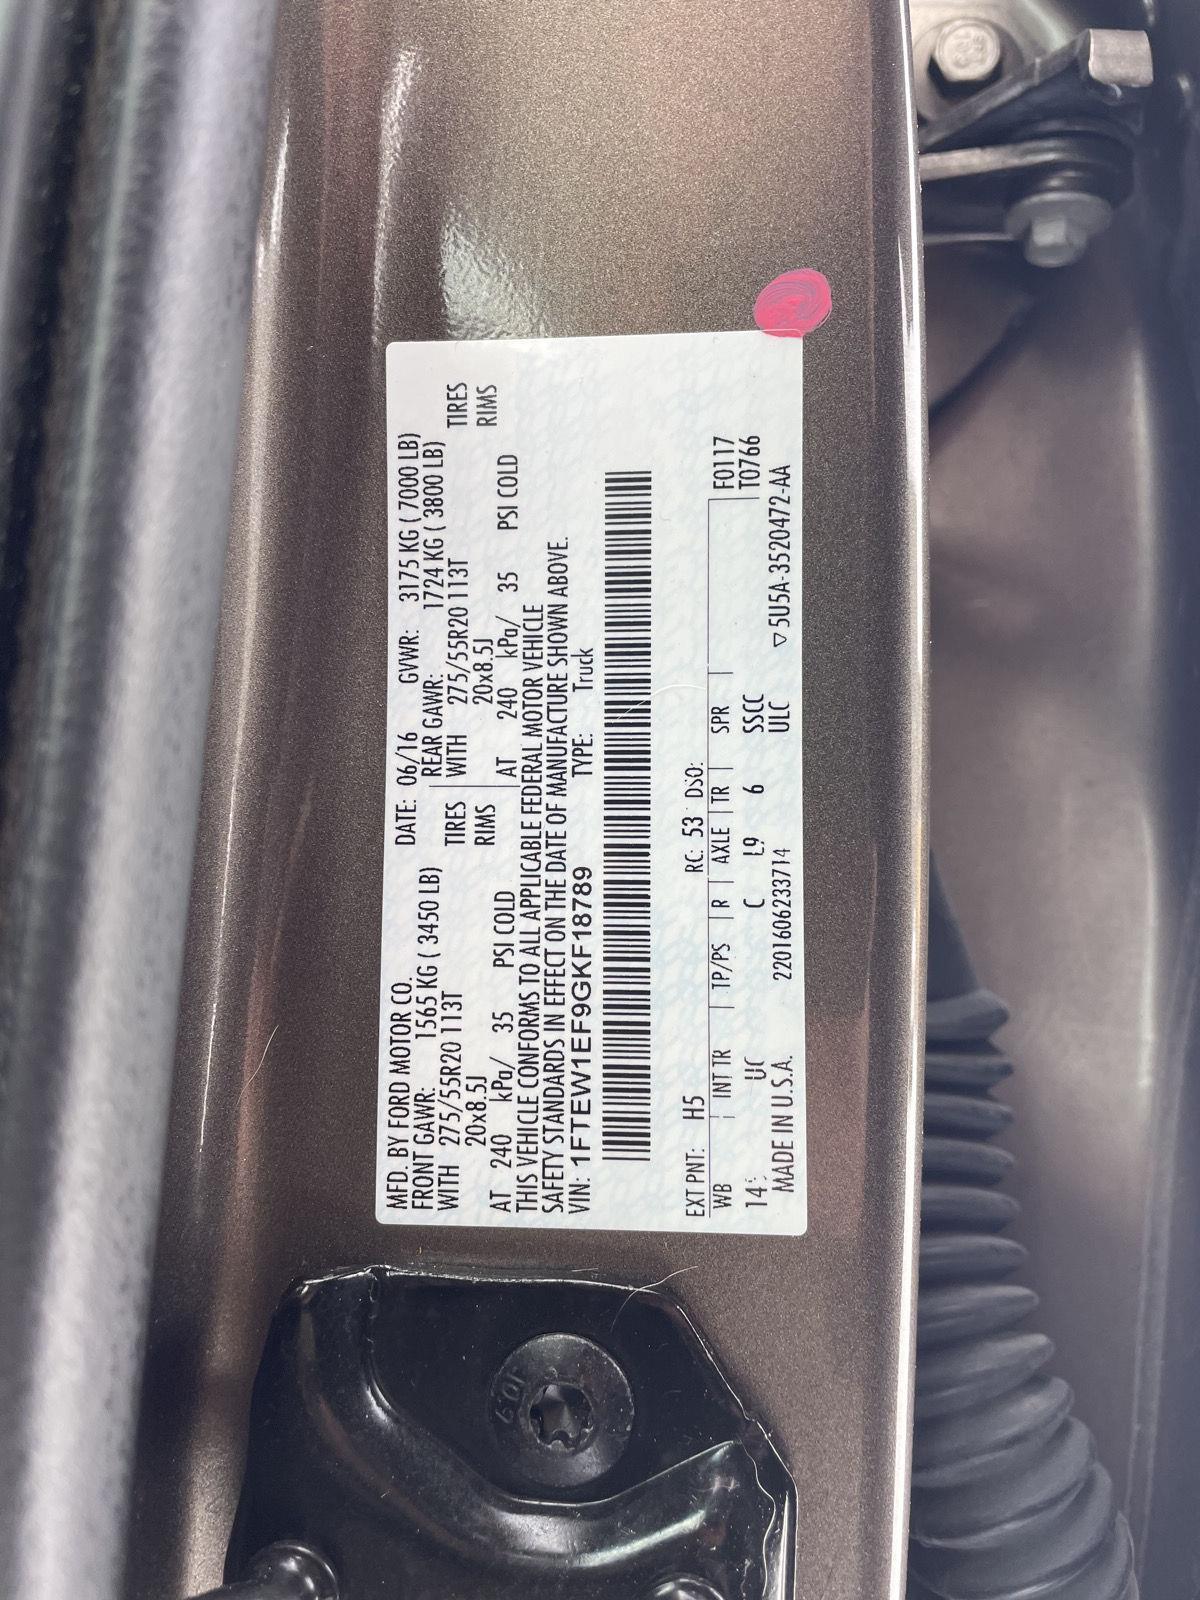 MFD. BY FORD MOTOR CO. DATE: 06/16 GVWR: 3175 KG ( 7000 LB)
FRONT GAWR: 1565 KG ( 3450 LB) REAR GAWR: 1724 KG ( 3800 LB)
WITH 275/55R20 113T TIRES WITH 275/55R20 113T TIRES
20x8.5J RIMS 20x8.5J RIMS
AT 240 kPa/ 35 PSI COLD AT 240 kPa/ 35 PSI COLD
THIS VEHICLE CONFORMS TO ALL APPLICABLE FEDERAL MOTOR VEHICLE
SAFETY STANDARDS IN EFFECT ON THE DATE OF MANUFACTURE SHOWN ABOVE.
VIN: 1FTEW1EF9GKF18789 TYPE: Truck
EXT PNT: H5 RC: 53 DSO: F0117
WB INT TR TP/PS R AXLE TR SPR T0766
C L9 6 SSCC
MADE IN U.S.A. 2201606233714 ULC ▽5U5A-3520472-AA